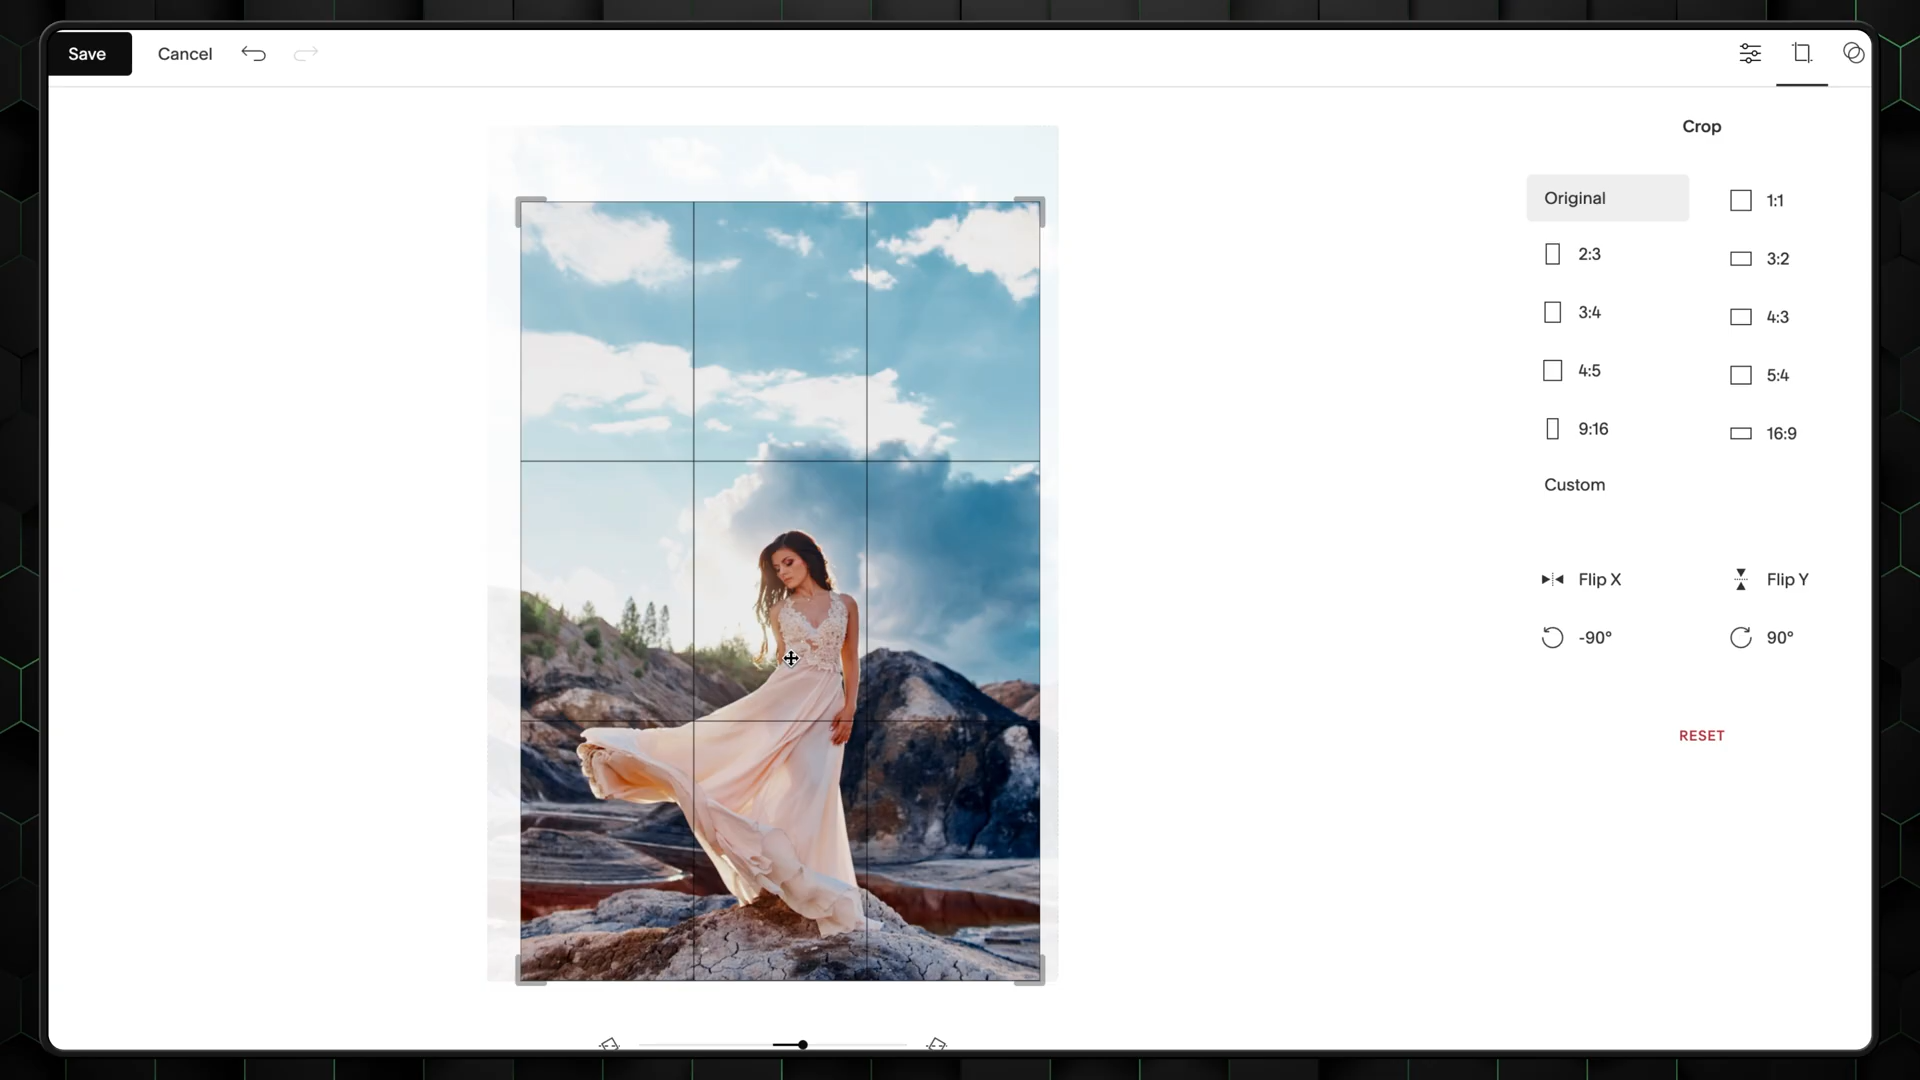 Save
Cancel
Crop
Original
1:1
2:3
3:2
3:4
4:3
4:5
5:4
9:16
16:9
Custom
Flip X
Flip Y
-90°
90°
RESET